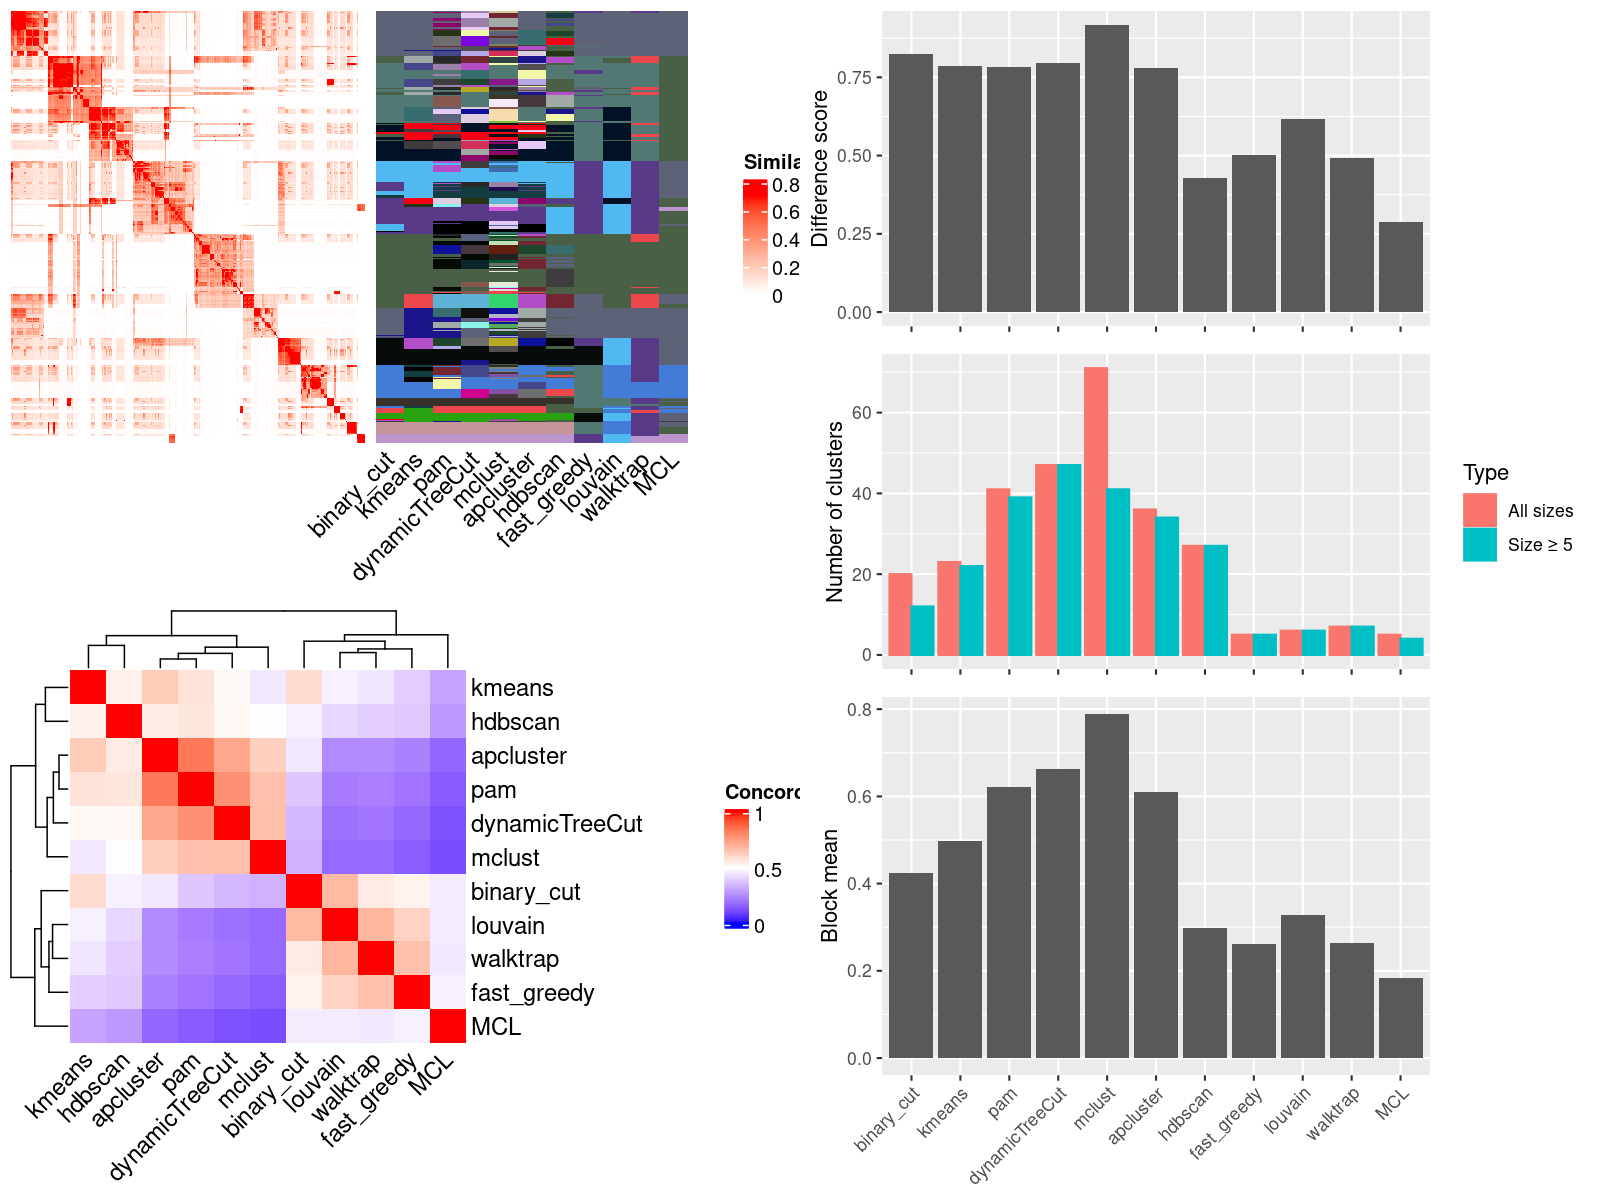 Simila
0.8
0.6
0.4
0.2
0
binary_cut
kmeans
pam
dynamicTreeCut
mclust
apcluster
hdbscan
fast_greedy
louvain
walktrap
MCL
Difference score
0.75
0.50
0.25
0.00
Number of clusters
60
40
20
0
Type
All sizes
Size ≥ 5
kmeans
hdbscan
apcluster
pam
dynamicTreeCut
mclust
binary_cut
louvain
walktrap
fast_greedy
MCL
kmeans
hdbscan
apcluster
pam
dynamicTreeCut
mclust
binary_cut
louvain
walktrap
fast_greedy
MCL
Concord
1
0.5
0
Block mean
0.8
0.6
0.4
0.2
0.0
binary_cut
kmeans
pam
dynamicTreeCut
mclust
apcluster
hdbscan
fast_greedy
louvain
walktrap
MCL